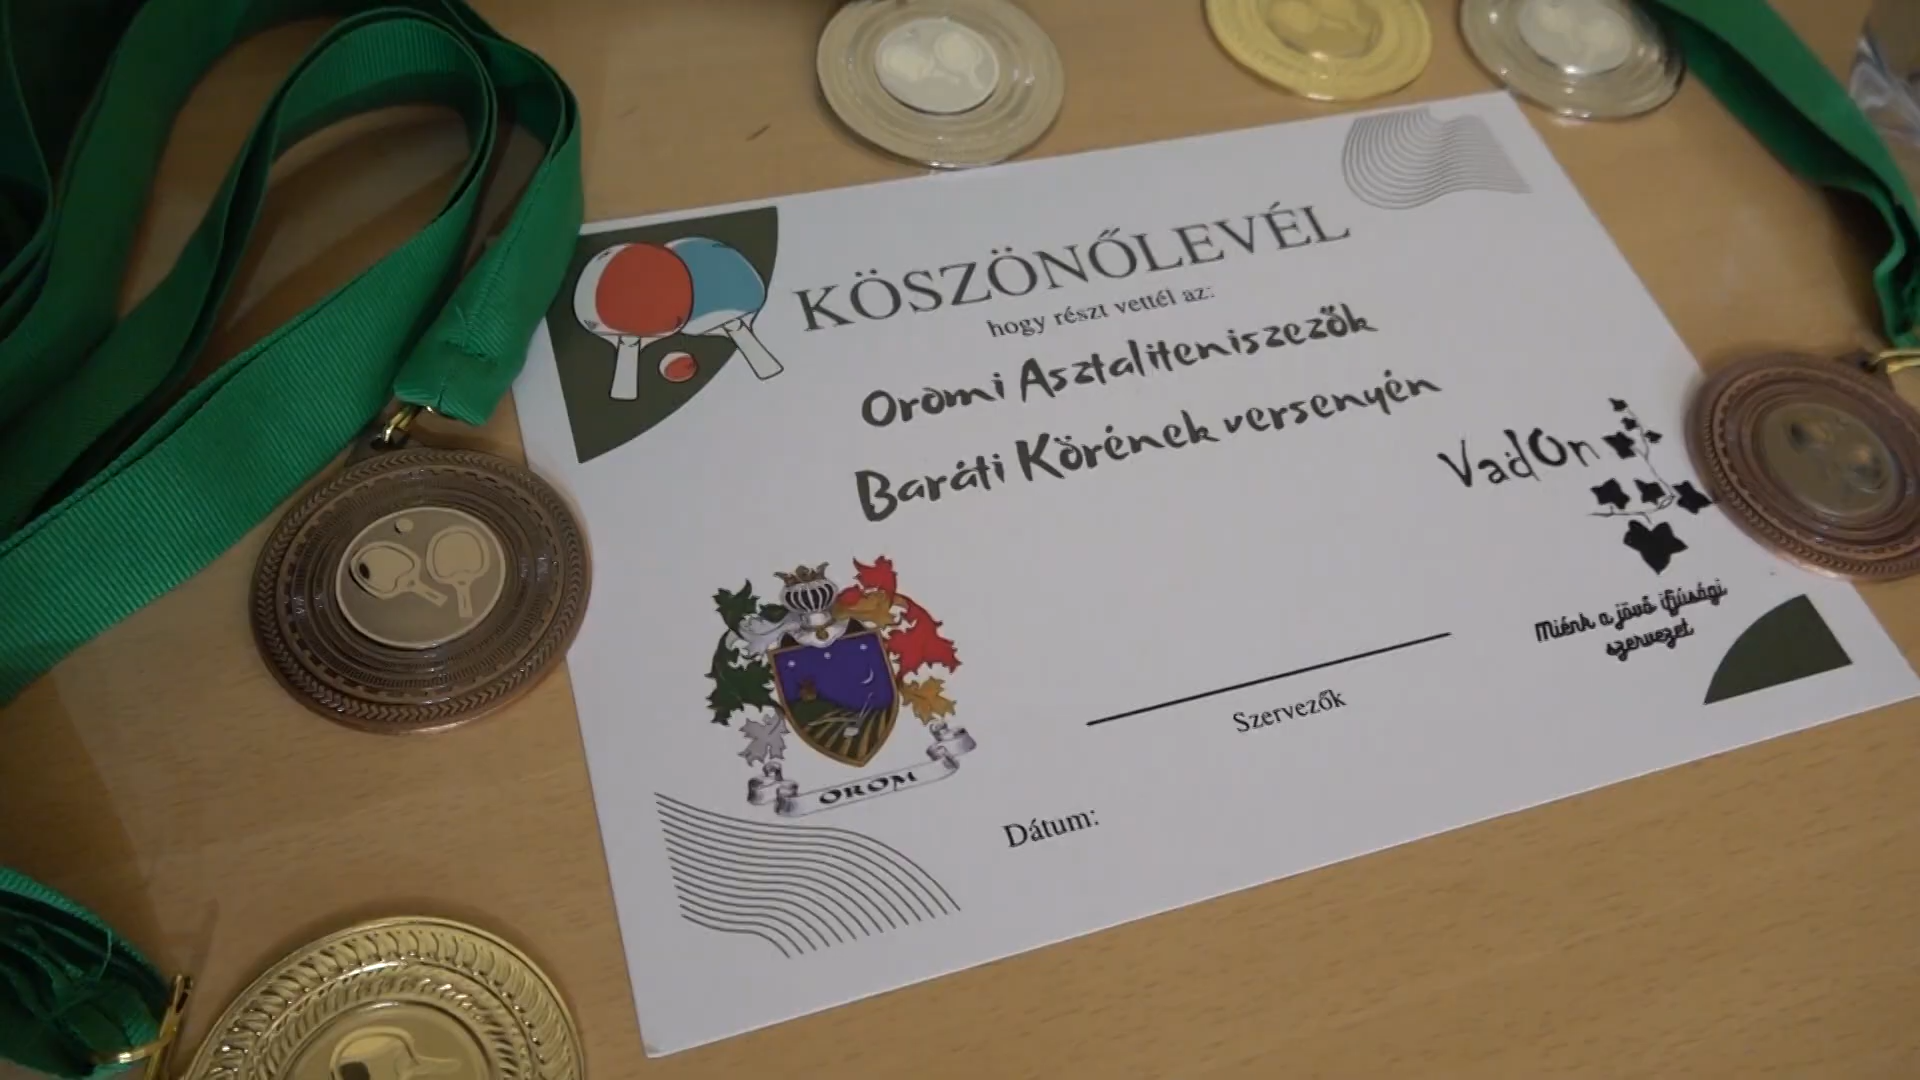 KÖSZÖNŐLEVÉL
hogy részt vettél az:
Oromi Asztaliteniszezők
Baráti Körének versenyén
VadOn
Miénk a jövő ifjúsági
szervezet
Szervezők
OROM
Dátum: